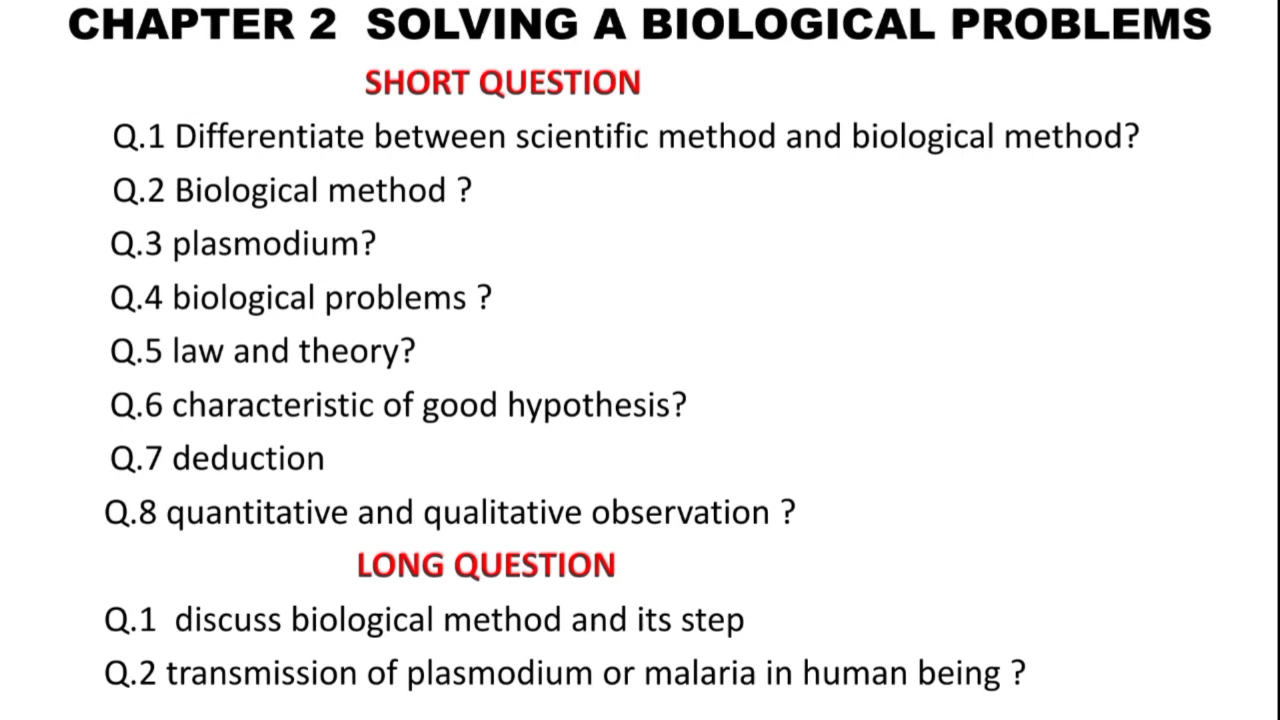 CHAPTER 2 SOLVING A BIOLOGICAL PROBLEMS
SHORT QUESTION
Q.1 Differentiate between scientific method and biological method?
Q.2 Biological method ?
Q.3 plasmodium?
Q.4 biological problems ?
Q.5 law and theory?
Q.6 characteristic of good hypothesis?
Q.7 deduction
Q.8 quantitative and qualitative observation ?
LONG QUESTION
Q.1 discuss biological method and its step
Q.2 transmission of plasmodium or malaria in human being ?